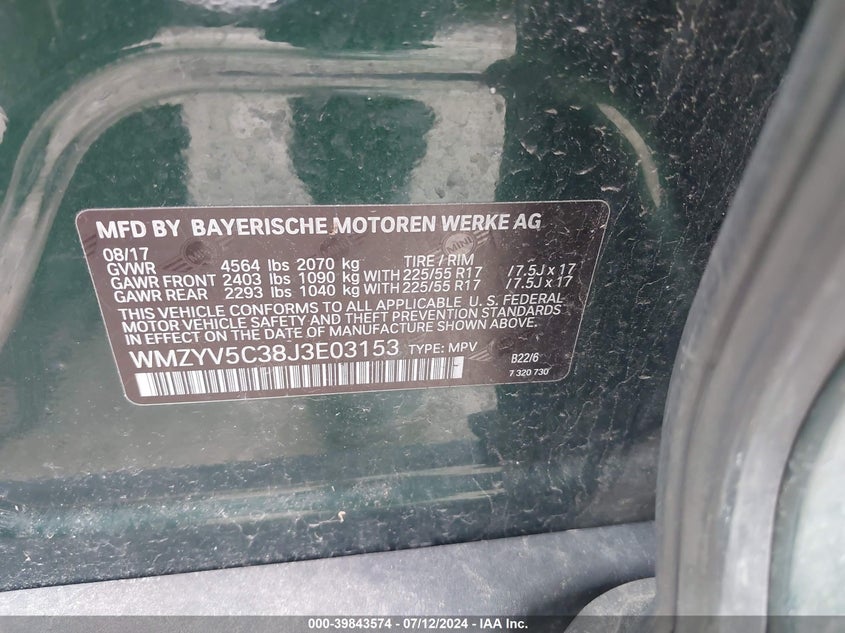 MFD BY BAYERISCHE MOTOREN WERKE AG
08/17
GVWR 4564 lbs 2070 kg TIRE / RIM
GAWR FRONT 2403 lbs 1090 kg WITH 225/55 R17 / 7.5J x 17
GAWR REAR 2293 lbs 1040 kg WITH 225/55 R17 / 7.5J x 17
THIS VEHICLE CONFORMS TO ALL APPLICABLE U.S. FEDERAL
MOTOR VEHICLE SAFETY AND THEFT PREVENTION STANDARDS
IN EFFECT ON THE DATE OF MANUFACTURE SHOWN ABOVE.
WMZYV5C38J3E03153 TYPE: MPV B22/6
7 320 730
MINI
000-39843574 / 07/12/2024 - IAA Inc.